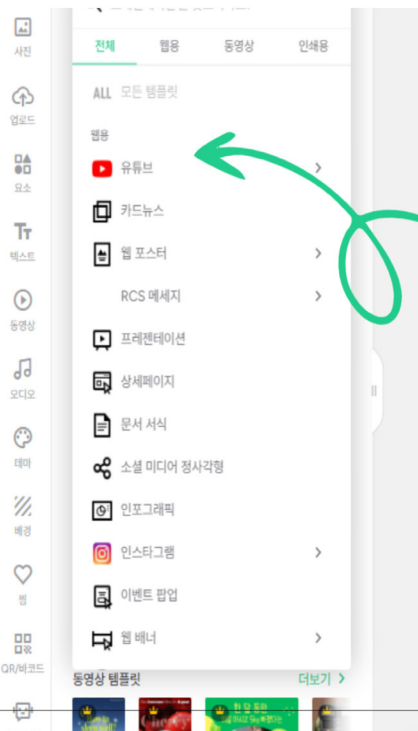 사진
업로드
요소
텍스트
동영상
오디오
테마
배경
찜
QR/바코드
전체 웹용 동영상 인쇄용
ALL 모든 템플릿
웹용
유튜브
카드뉴스
웹 포스터
RCS 메세지
프레젠테이션
상세페이지
문서 서식
소셜 미디어 정사각형
인포그래픽
인스타그램
이벤트 팝업
웹 배너
동영상 템플릿 더보기
한 달 동안